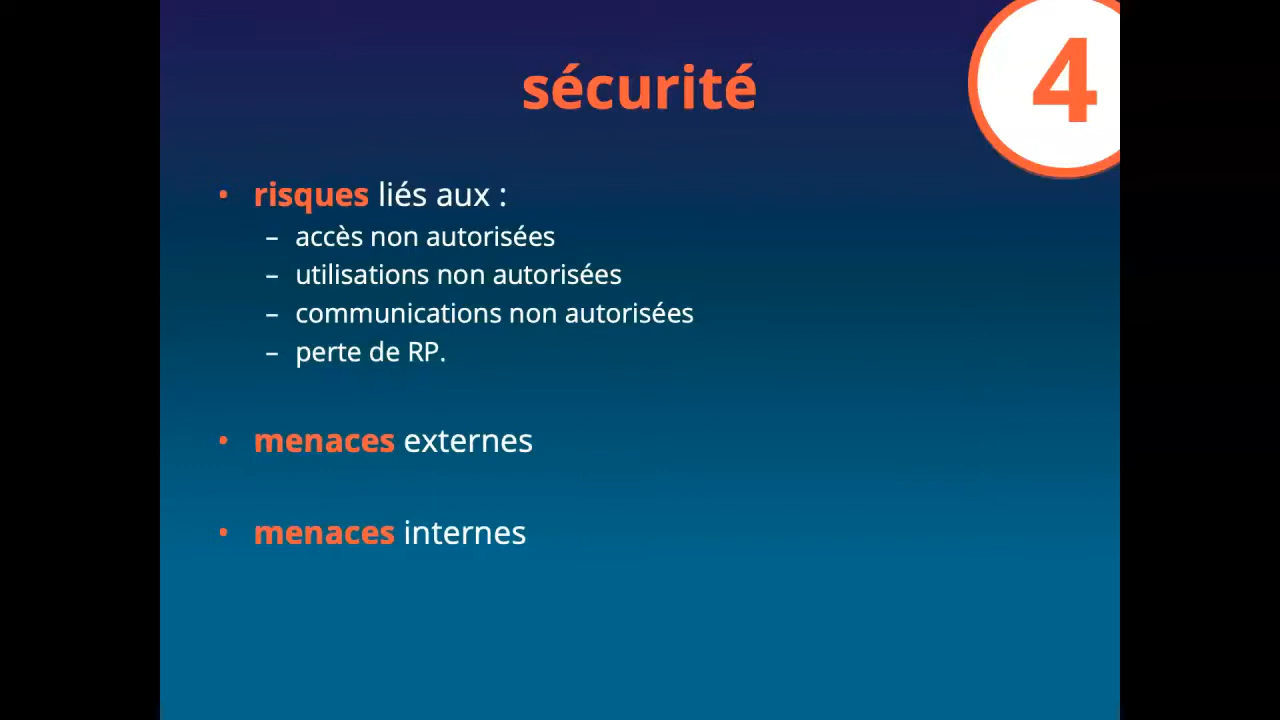 sécurité
4
• risques liés aux :
– accès non autorisées
– utilisations non autorisées
– communications non autorisées
– perte de RP.
• menaces externes
• menaces internes